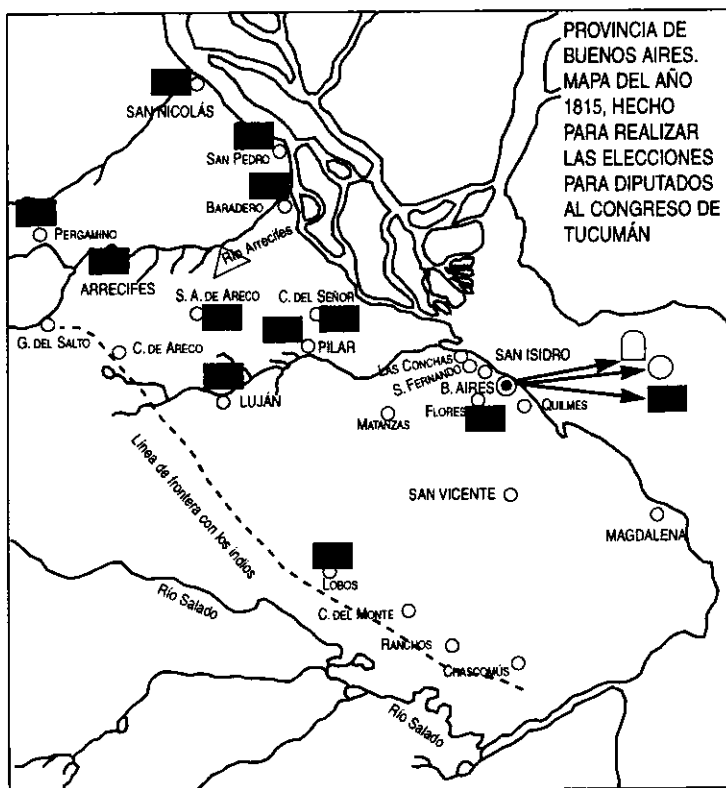 PROVINCIA DE
BUENOS AIRES.
MAPA DEL AÑO
1815, HECHO
PARA REALIZAR
LAS ELECCIONES
PARA DIPUTADOS
AL CONGRESO DE
TUCUMÁN
SAN NICOLÁS
SAN PEDRO
BARADERO
PERGAMINO
Río Arrecifes
ARRECIFES
S. A. DE ARECO
C. DEL SEÑOR
G. DEL SALTO
C. DE ARECO
PILAR
LAS CONCHAS
SAN ISIDRO
S. FERNANDO
B. AIRES
LUJÁN
FLORES
QUILMES
MATANZAS
Línea de frontera con los indios
SAN VICENTE
MAGDALENA
LOBOS
Río Salado
C. DEL MONTE
RANCHOS
CHASCOMÚS
Río Salado